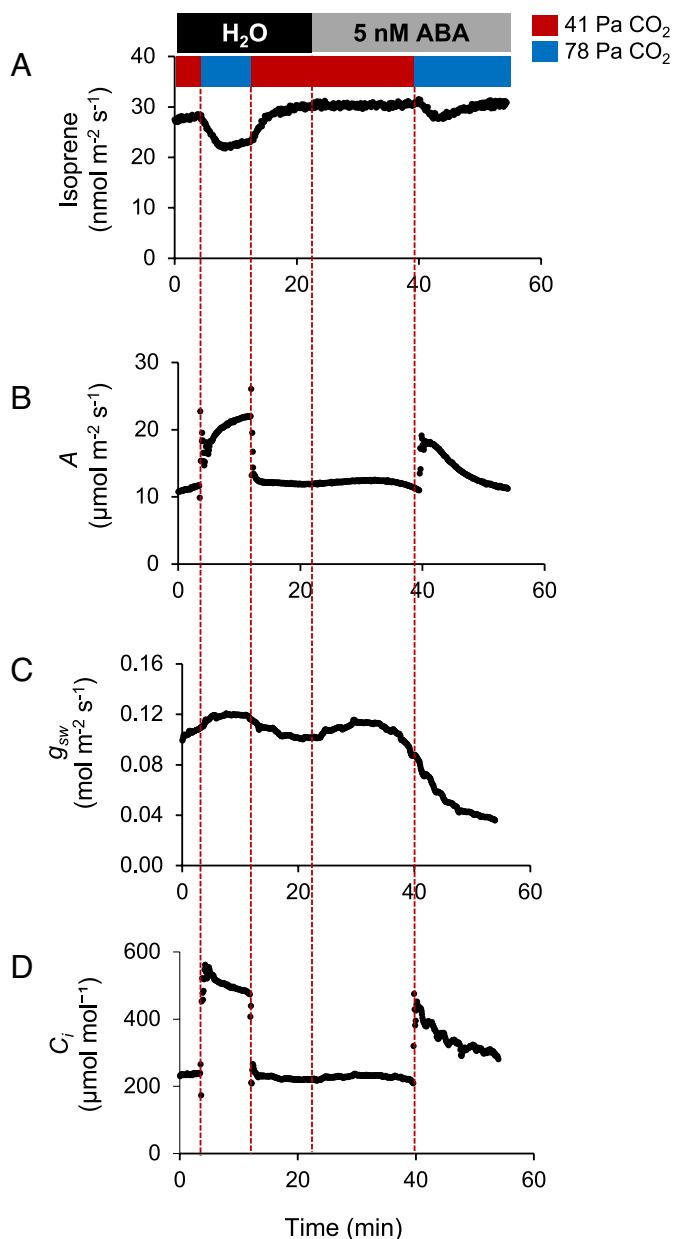 H₂O
5 nM ABA
41 Pa CO₂
78 Pa CO₂
A
Isoprene
(nmol m⁻² s⁻¹)
40
30
20
10
0
0 20 40 60
B
A
(µmol m⁻² s⁻¹)
30
20
10
0
0 20 40 60
C
gsw
(mol m⁻² s⁻¹)
0.16
0.12
0.08
0.04
0.00
0 20 40 60
D
Cᵢ
(µmol mol⁻¹)
600
400
200
0
0 20 40 60
Time (min)